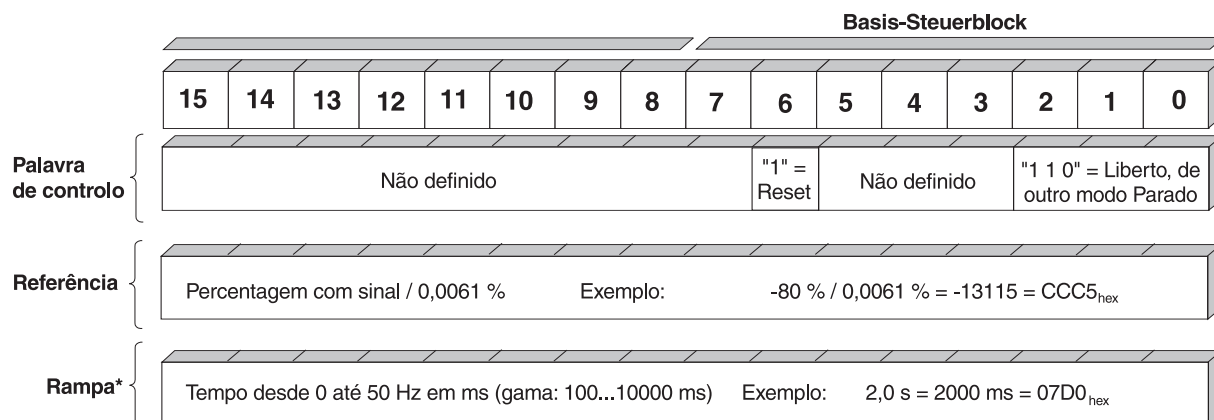 Basis-Steuerblock
15 14 13 12 11 10 9 8 7 6 5 4 3 2 1 0
Palavra
de controlo
Não definido
"1" =
Reset
Não definido
"1 1 0" = Liberto, de
outro modo Parado
Referência
Percentagem com sinal / 0,0061 % Exemplo: -80 % / 0,0061 % = -13115 = CCC5hex
Rampa*
Tempo desde 0 até 50 Hz em ms (gama: 100...10000 ms) Exemplo: 2,0 s = 2000 ms = 07D0hex